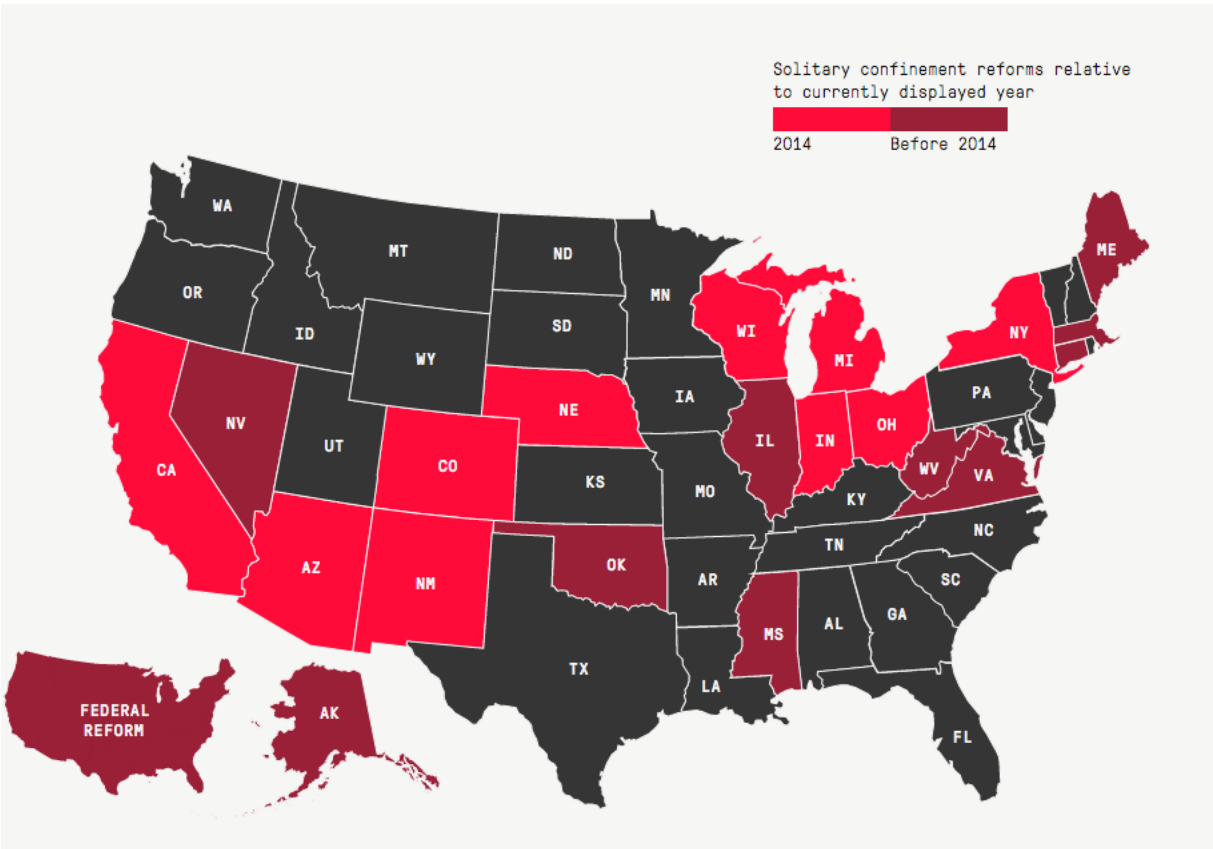 Solitary confinement reforms relative
to currently displayed year
2014 Before 2014
WA
MT
ND
MN
OR
ID
SD
WY
WI
MI
NY
ME
NV
UT
NE
IA
PA
CA
CO
KS
MO
IL
IN
OH
WV
VA
KY
AZ
NM
OK
AR
TN
NC
SC
MS
AL
GA
TX
LA
FL
FEDERAL
REFORM
AK